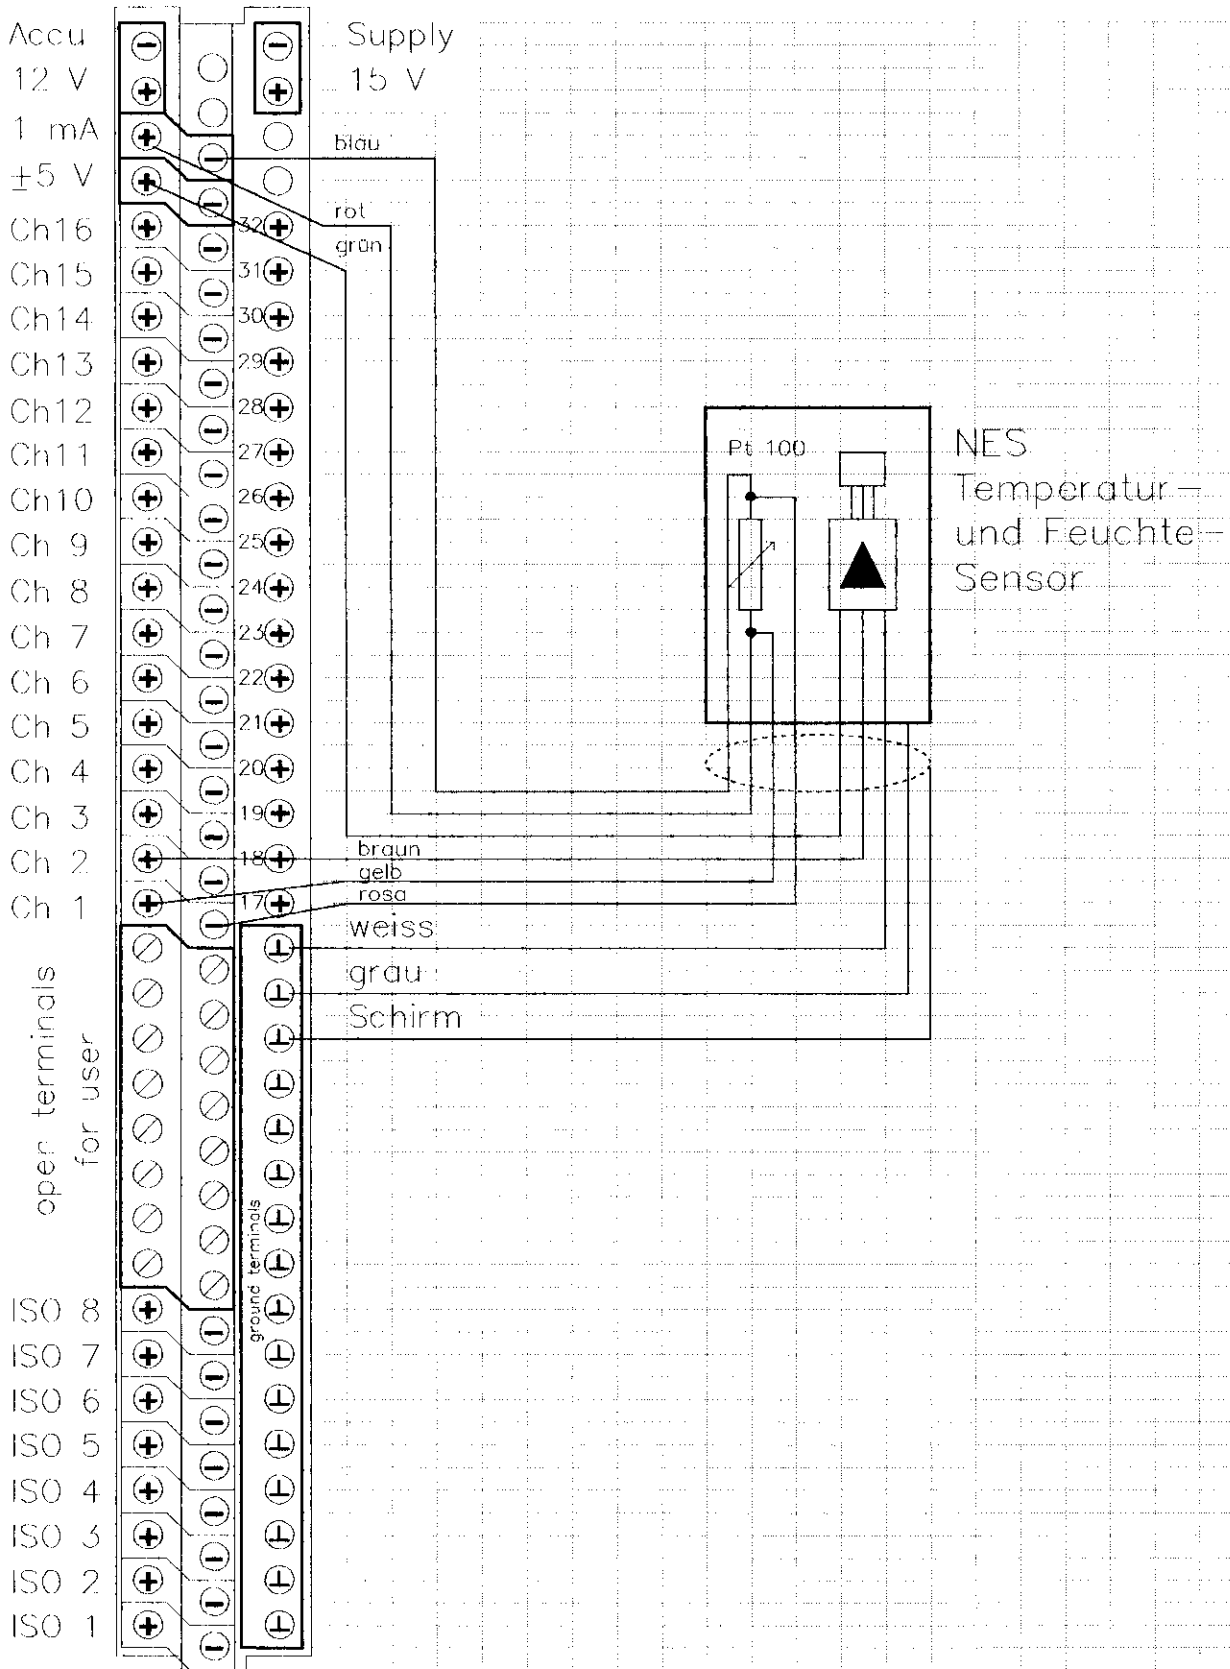 Accu
12 V
1 mA
±5 V
Ch16
Ch15
Ch14
Ch13
Ch12
Ch11
Ch10
Ch 9
Ch 8
Ch 7
Ch 6
Ch 5
Ch 4
Ch 3
Ch 2
Ch 1
oper terminals
for user
ISO 8
ISO 7
ISO 6
ISO 5
ISO 4
ISO 3
ISO 2
ISO 1
32
31
30
29
28
27
26
25
24
23
22
21
20
19
18
17
ground terminals
Supply
15 V
blau
rot
grün
braun
gelb
rosa
weiss
grau
Schirm
Pt 100
NES
Temperatur–
und Feuchte–
Sensor